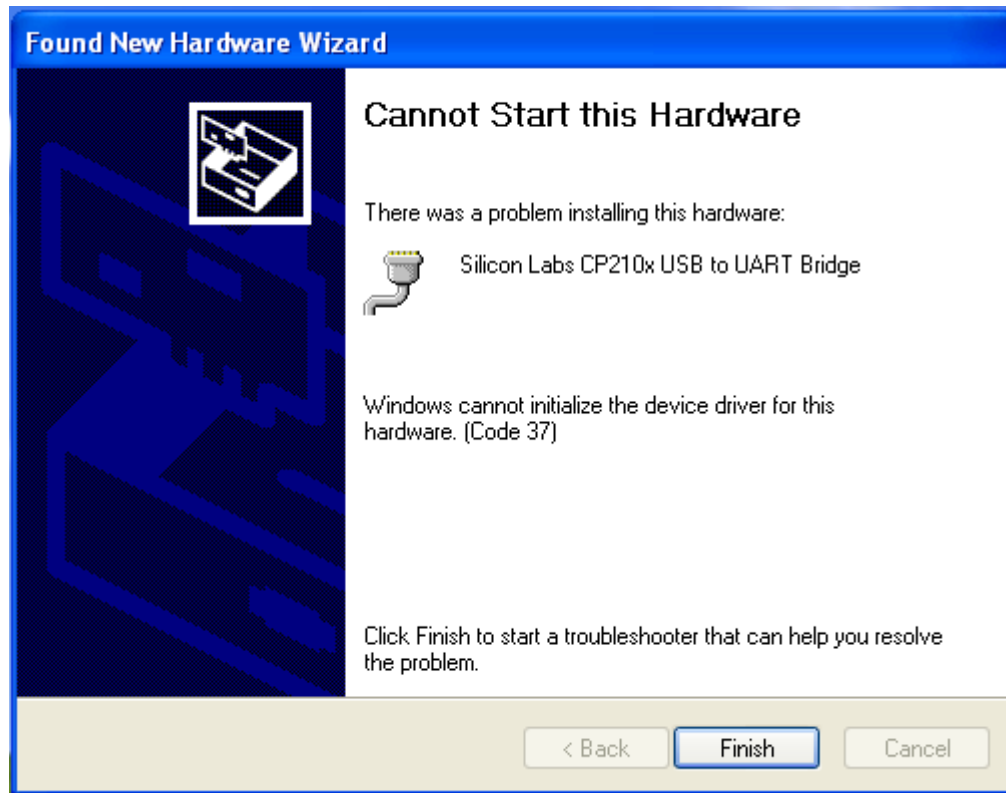 Found New Hardware Wizard
Cannot Start this Hardware
There was a problem installing this hardware:
Silicon Labs CP210x USB to UART Bridge
Windows cannot initialize the device driver for this
hardware. (Code 37)
Click Finish to start a troubleshooter that can help you resolve
the problem.
< Back Finish Cancel